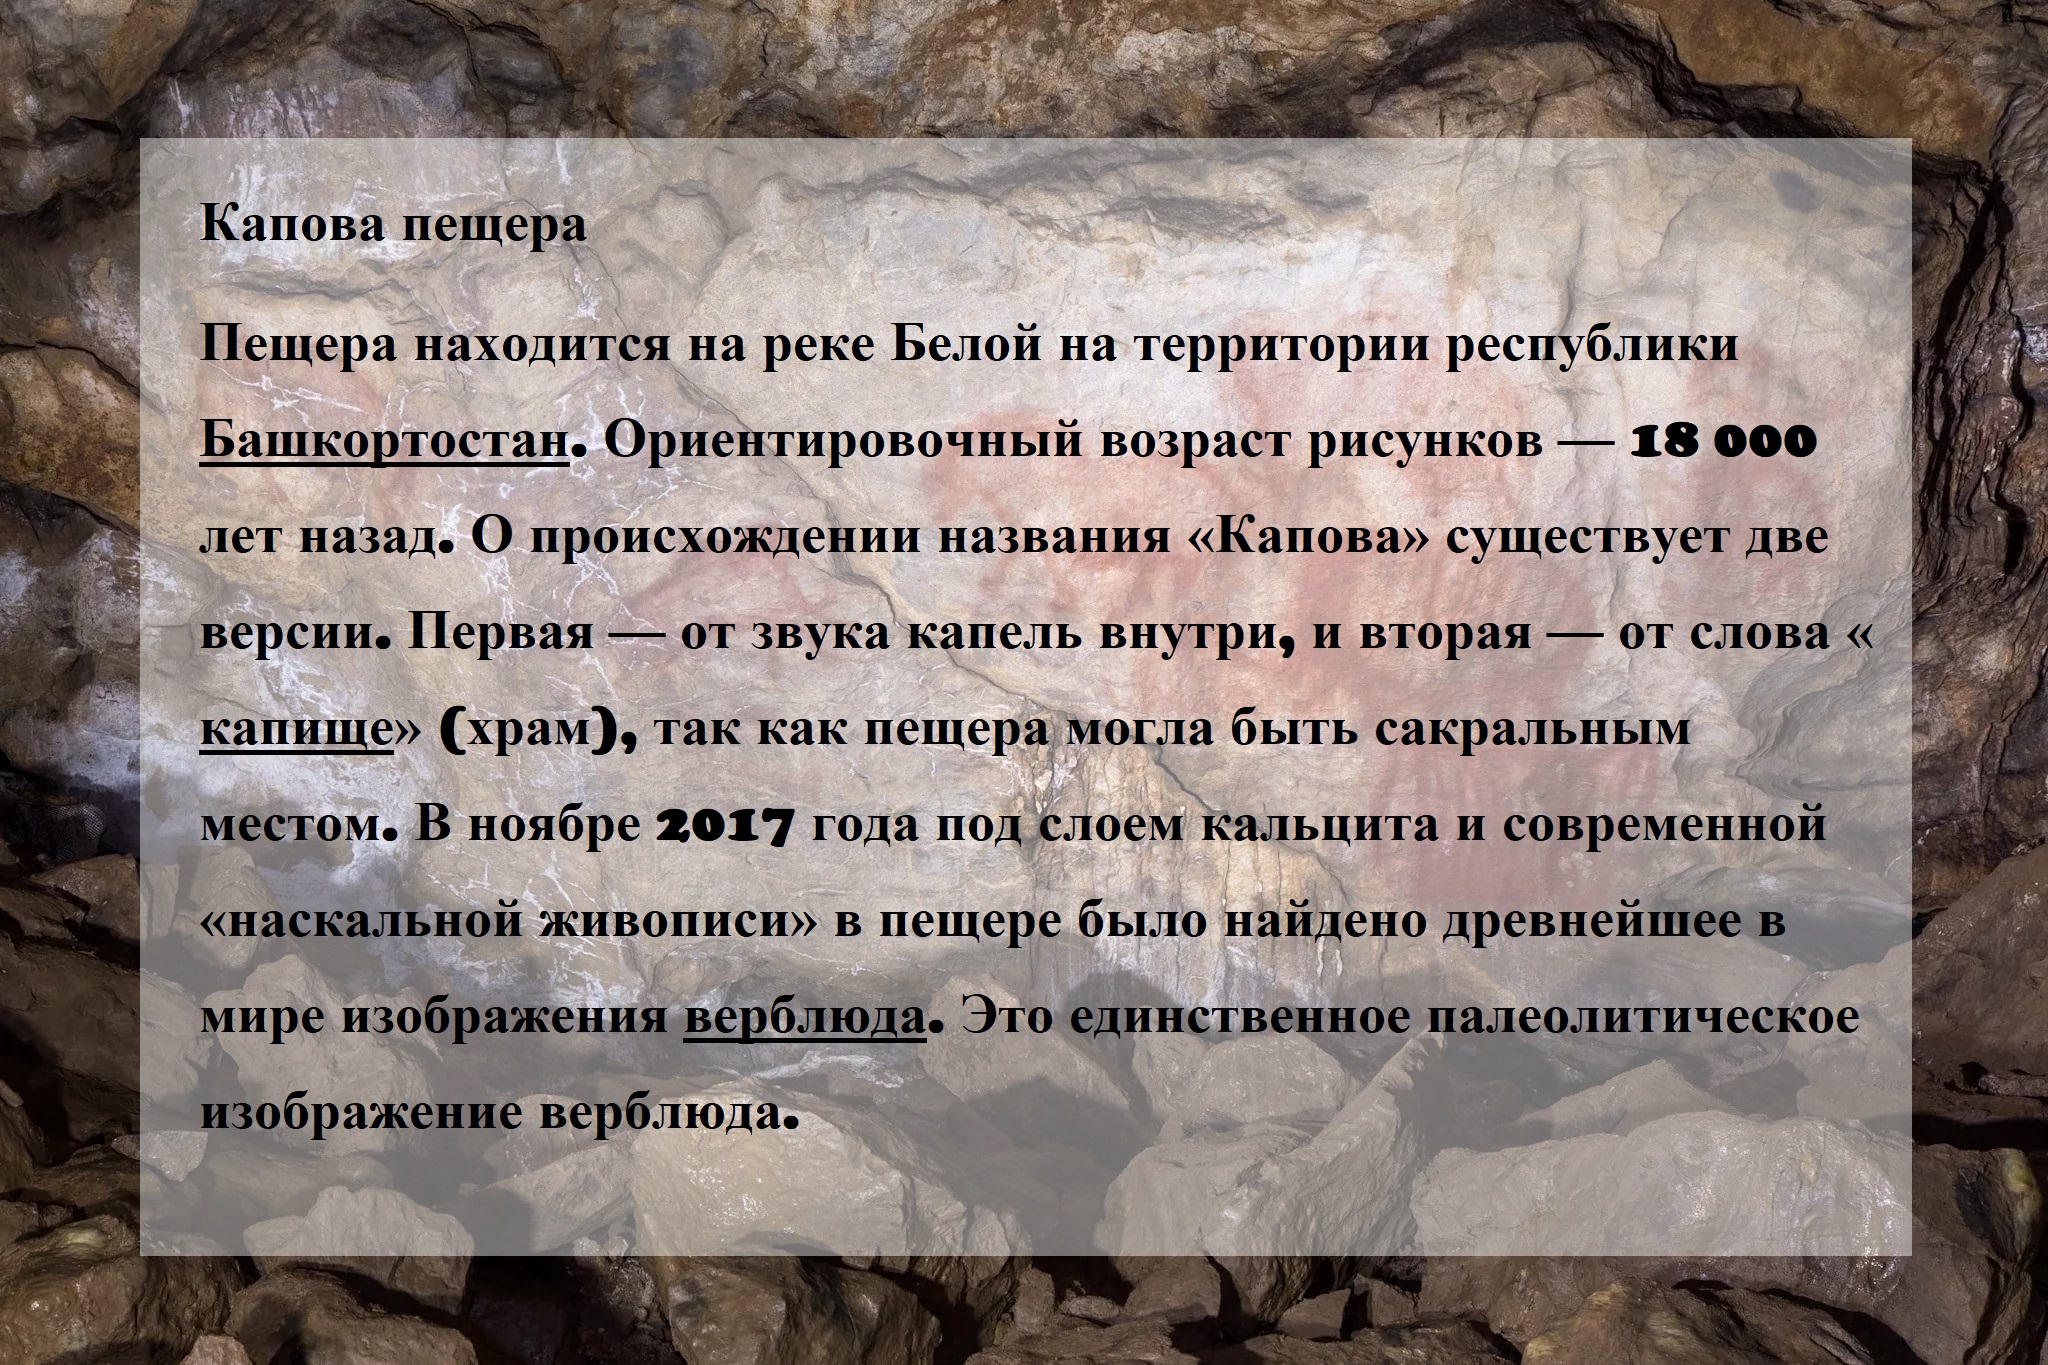 Капова пещера
Пещера находится на реке Белой на территории республики
Башкортостан. Ориентировочный возраст рисунков — 18 000
лет назад. О происхождении названия «Капова» существует две
версии. Первая — от звука капель внутри, и вторая — от слова «
капище» (храм), так как пещера могла быть сакральным
местом. В ноябре 2017 года под слоем кальцита и современной
«наскальной живописи» в пещере было найдено древнейшее в
мире изображения верблюда. Это единственное палеолитическое
изображение верблюда.